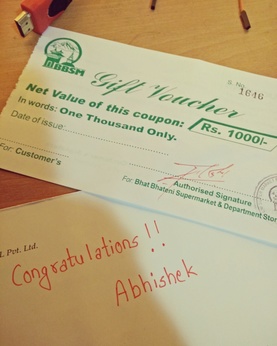 BBSM
Gift Voucher
S. No.
1646
Net Value of this coupon: Rs. 1000/-
In words: One Thousand Only.
Date of issue:
For: Customer's
Authorised Signature
For: Bhat Bhateni Supermarket & Department Stor
t. Pvt. Ltd.
Congratulations!!
Abhishek